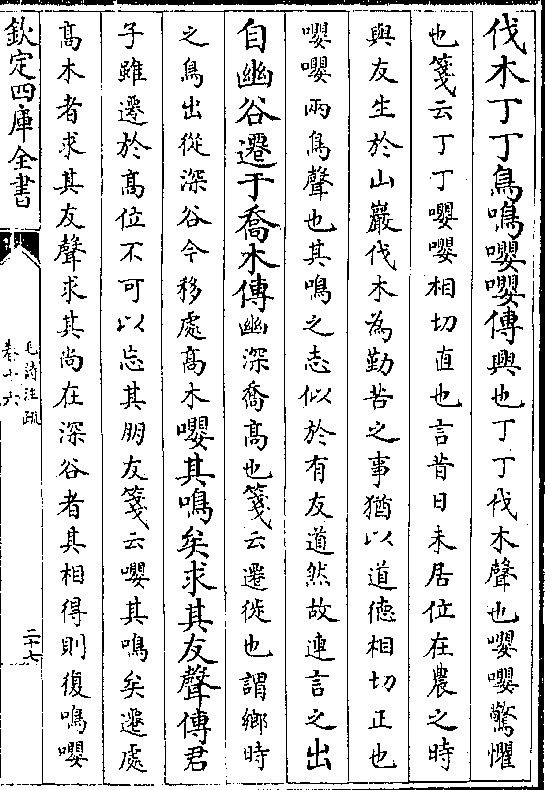 伐木丁丁鳥鳴嚶嚶傳興也丁丁伐木聲也嚶嚶驚懼
也箋云丁丁嚶嚶相切直也言昔日未居位在農之時
與友生於山巖伐木為勤苦之事猶以道德相切正也
嚶嚶兩鳥聲也其鳴之志似於有友道然故連言之出
自幽谷遷于喬木傳幽深喬高也箋云遷徙也謂鄉時
之鳥出從深谷今移處髙木嚶其鳴矣求其友聲傳君
子雖遷於髙位不可以忘其朋友箋云嚶其鳴矣遷處
髙木者求其友聲求其尚在深谷者其相得則復鳴嚶
欽定四庫全書
毛詩注疏
卷十六
二十七